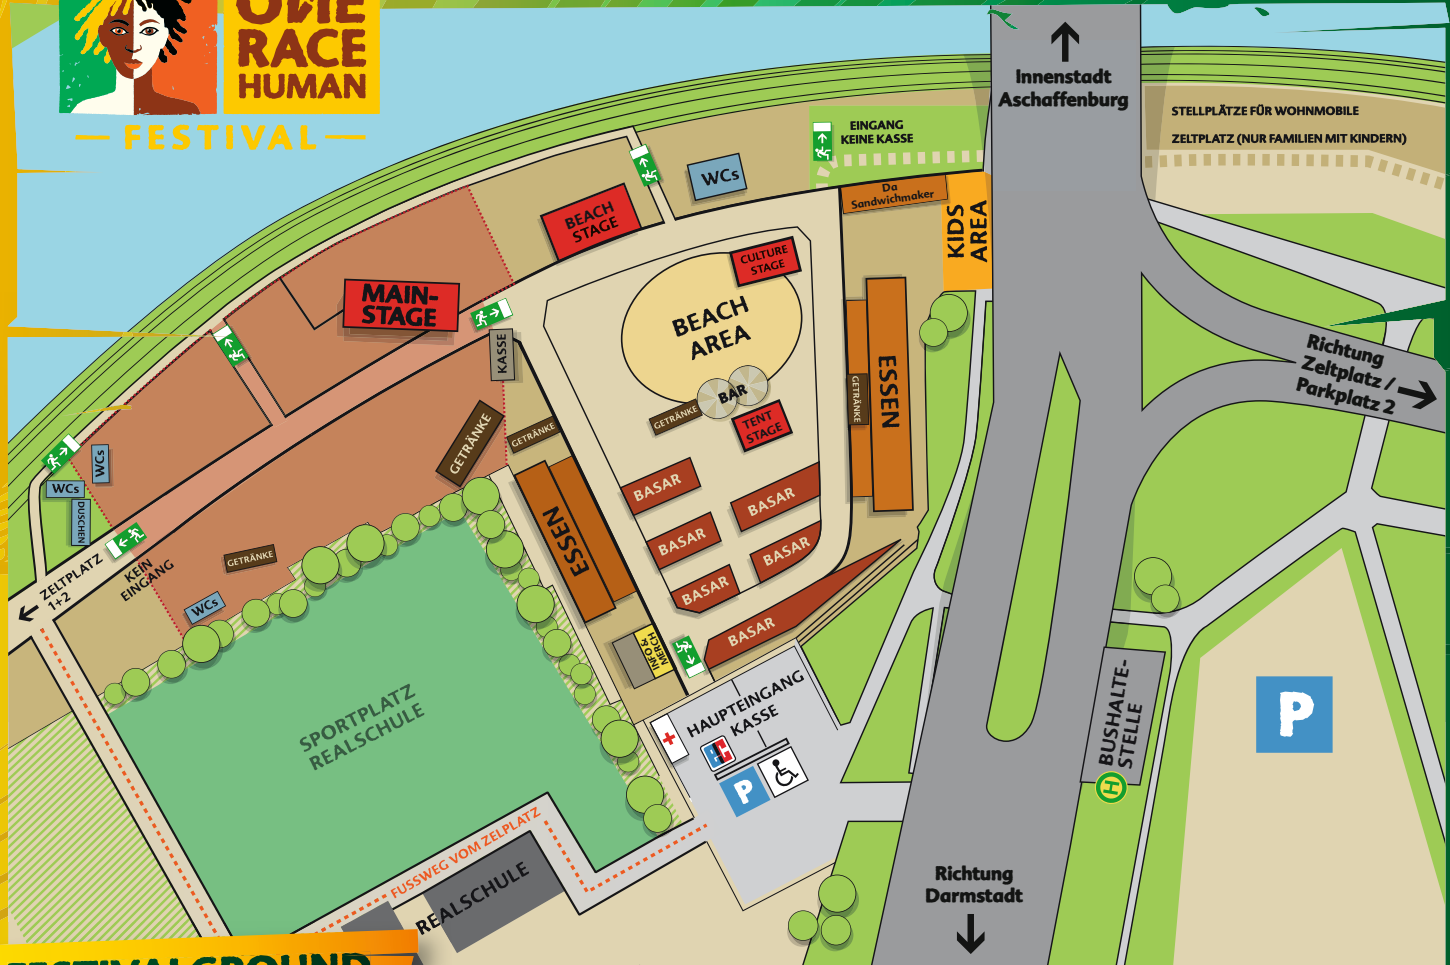 ONE
RACE
HUMAN
FESTIVAL
Innenstadt
Aschaffenburg
STELLPLÄTZE FÜR WOHNMOBILE
ZELTPLATZ (NUR FAMILIEN MIT KINDERN)
EINGANG
KEINE KASSE
WCs
Da
Sandwichmaker
KIDS
AREA
BEACH
STAGE
CULTURE
STAGE
MAIN-
STAGE
BEACH
AREA
KASSE
BAR
GETRÄNKE
TENT
STAGE
GETRÄNKE
ESSEN
Richtung
Zeltplatz /
Parkplatz 2
GETRÄNKE
GETRÄNKE
WCs
WCs
DUSCHEN
BASAR
BASAR
BASAR
BASAR
BASAR
BASAR
ESSEN
ZELTPLATZ
1+2
KEIN
EINGANG
GETRÄNKE
WCs
INFO &
MERCH
HAUPTEINGANG
KASSE
EC
P
SPORTPLATZ
REALSCHULE
BUSHALTE-
STELLE
H
P
FUSSWEG VOM ZELPLATZ
REALSCHULE
Richtung
Darmstadt
FESTIVALGROUND